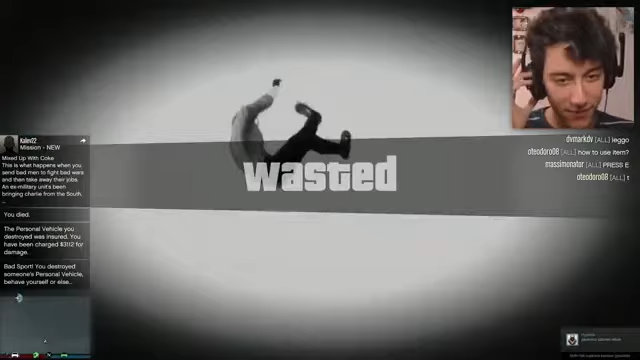 wasted
Kalin22
Mission - NEW
Mixed Up With Coke
This is what happens when you
send bad men to fight bad wars
and then take away their jobs.
An ex-military unit's been
bringing charlie from the South.
..
You died.
The Personal Vehicle you
destroyed was insured. You
have been charged $3112 for
damage.
Bad Sport! You destroyed
someone's Personal Vehicle,
behave yourself or else..
dvmarkdv [ALL] leggo
oteodoro08 [ALL] how to use item?
massimonator [ALL] PRESS E
oteodoro08 [ALL] t